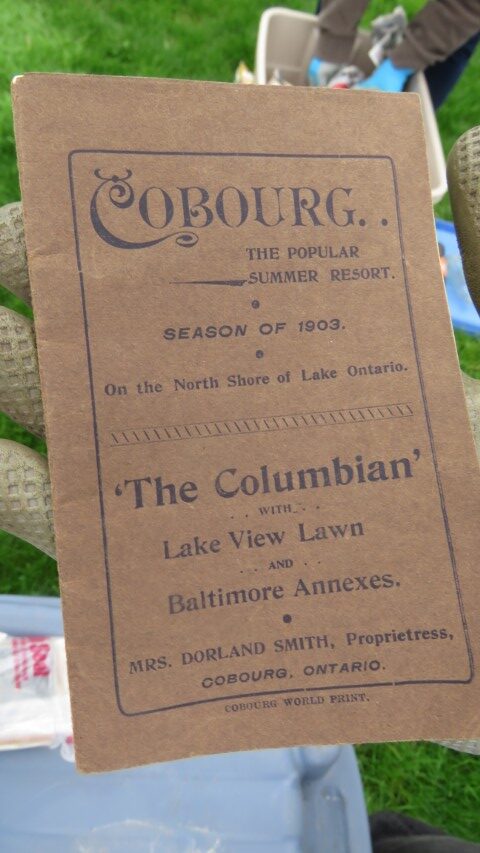 COBOURG. .
THE POPULAR
SUMMER RESORT.
SEASON OF 1903.
On the North Shore of Lake Ontario.
'The Columbian'
. . WITH. . .
Lake View Lawn
. . . AND . .
Baltimore Annexes.
MRS. DORLAND SMITH, Proprietress,
COBOURG, ONTARIO.
COBOURG WORLD PRINT.